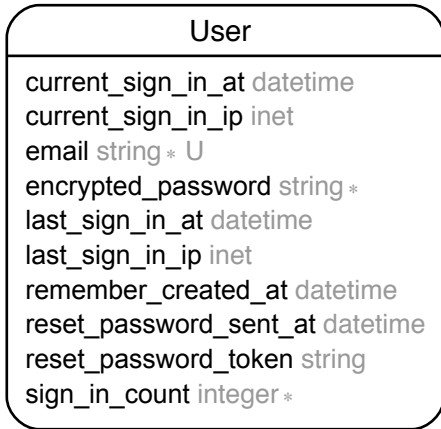 User
current_sign_in_at datetime
current_sign_in_ip inet
email string * U
encrypted_password string *
last_sign_in_at datetime
last_sign_in_ip inet
remember_created_at datetime
reset_password_sent_at datetime
reset_password_token string
sign_in_count integer *